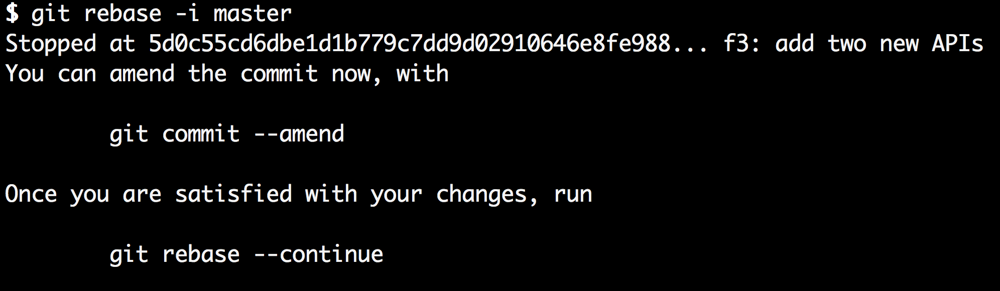 $ git rebase -i master
Stopped at 5d0c55cd6dbe1d1b779c7dd9d02910646e8fe988... f3: add two new APIs
You can amend the commit now, with
git commit --amend
Once you are satisfied with your changes, run
git rebase --continue